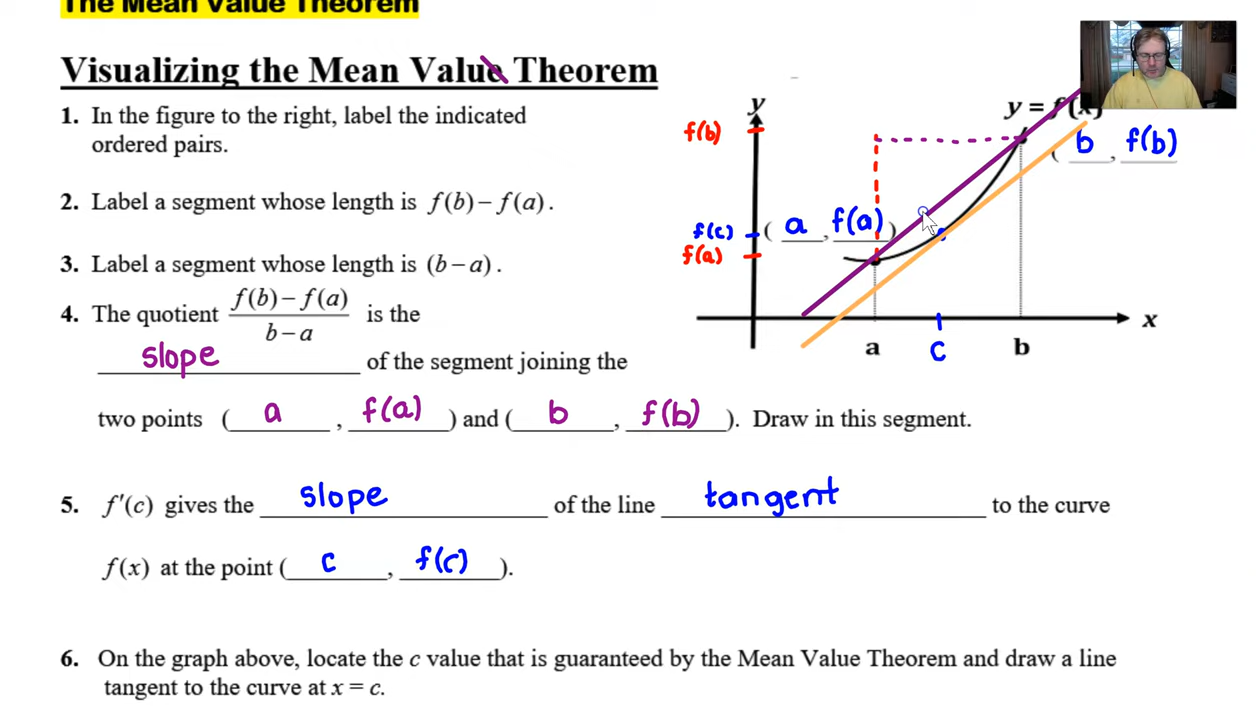 The Mean Value Theorem
Visualizing the Mean Value Theorem
1. In the figure to the right, label the indicated
ordered pairs.
2. Label a segment whose length is f(b) − f(a).
3. Label a segment whose length is (b − a).
4. The quotient f(b) − f(a) / b − a is the
slope of the segment joining the
two points ( a , f(a) ) and ( b , f(b) ). Draw in this segment.
5. f'(c) gives the slope of the line tangent to the curve
f(x) at the point ( c , f(c) ).
6. On the graph above, locate the c value that is guaranteed by the Mean Value Theorem and draw a line
tangent to the curve at x = c.
y
y = f(x)
f(b)
( b , f(b)
f(c)
( a , f(a) )
f(a)
x
a
c
b